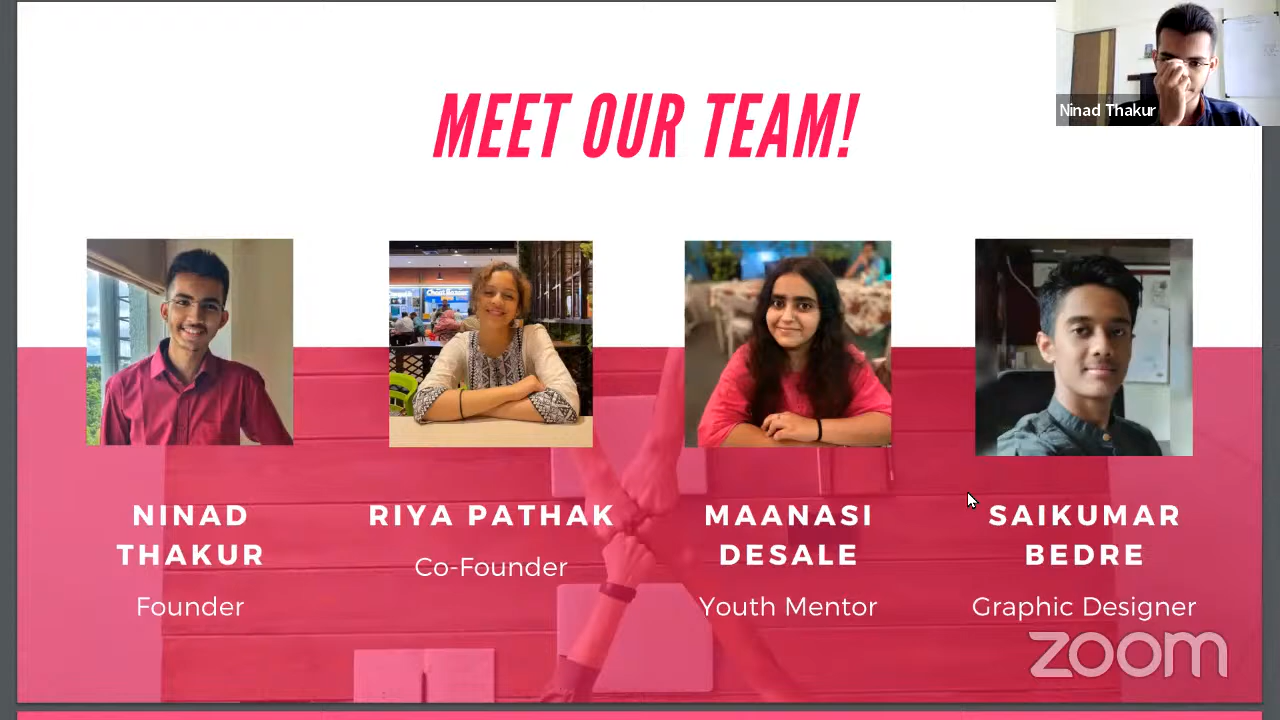 MEET OUR TEAM!
Ninad Thakur
NINAD
THAKUR
Founder
RIYA PATHAK
Co-Founder
MAANASI
DESALE
Youth Mentor
SAIKUMAR
BEDRE
Graphic Designer
zoom